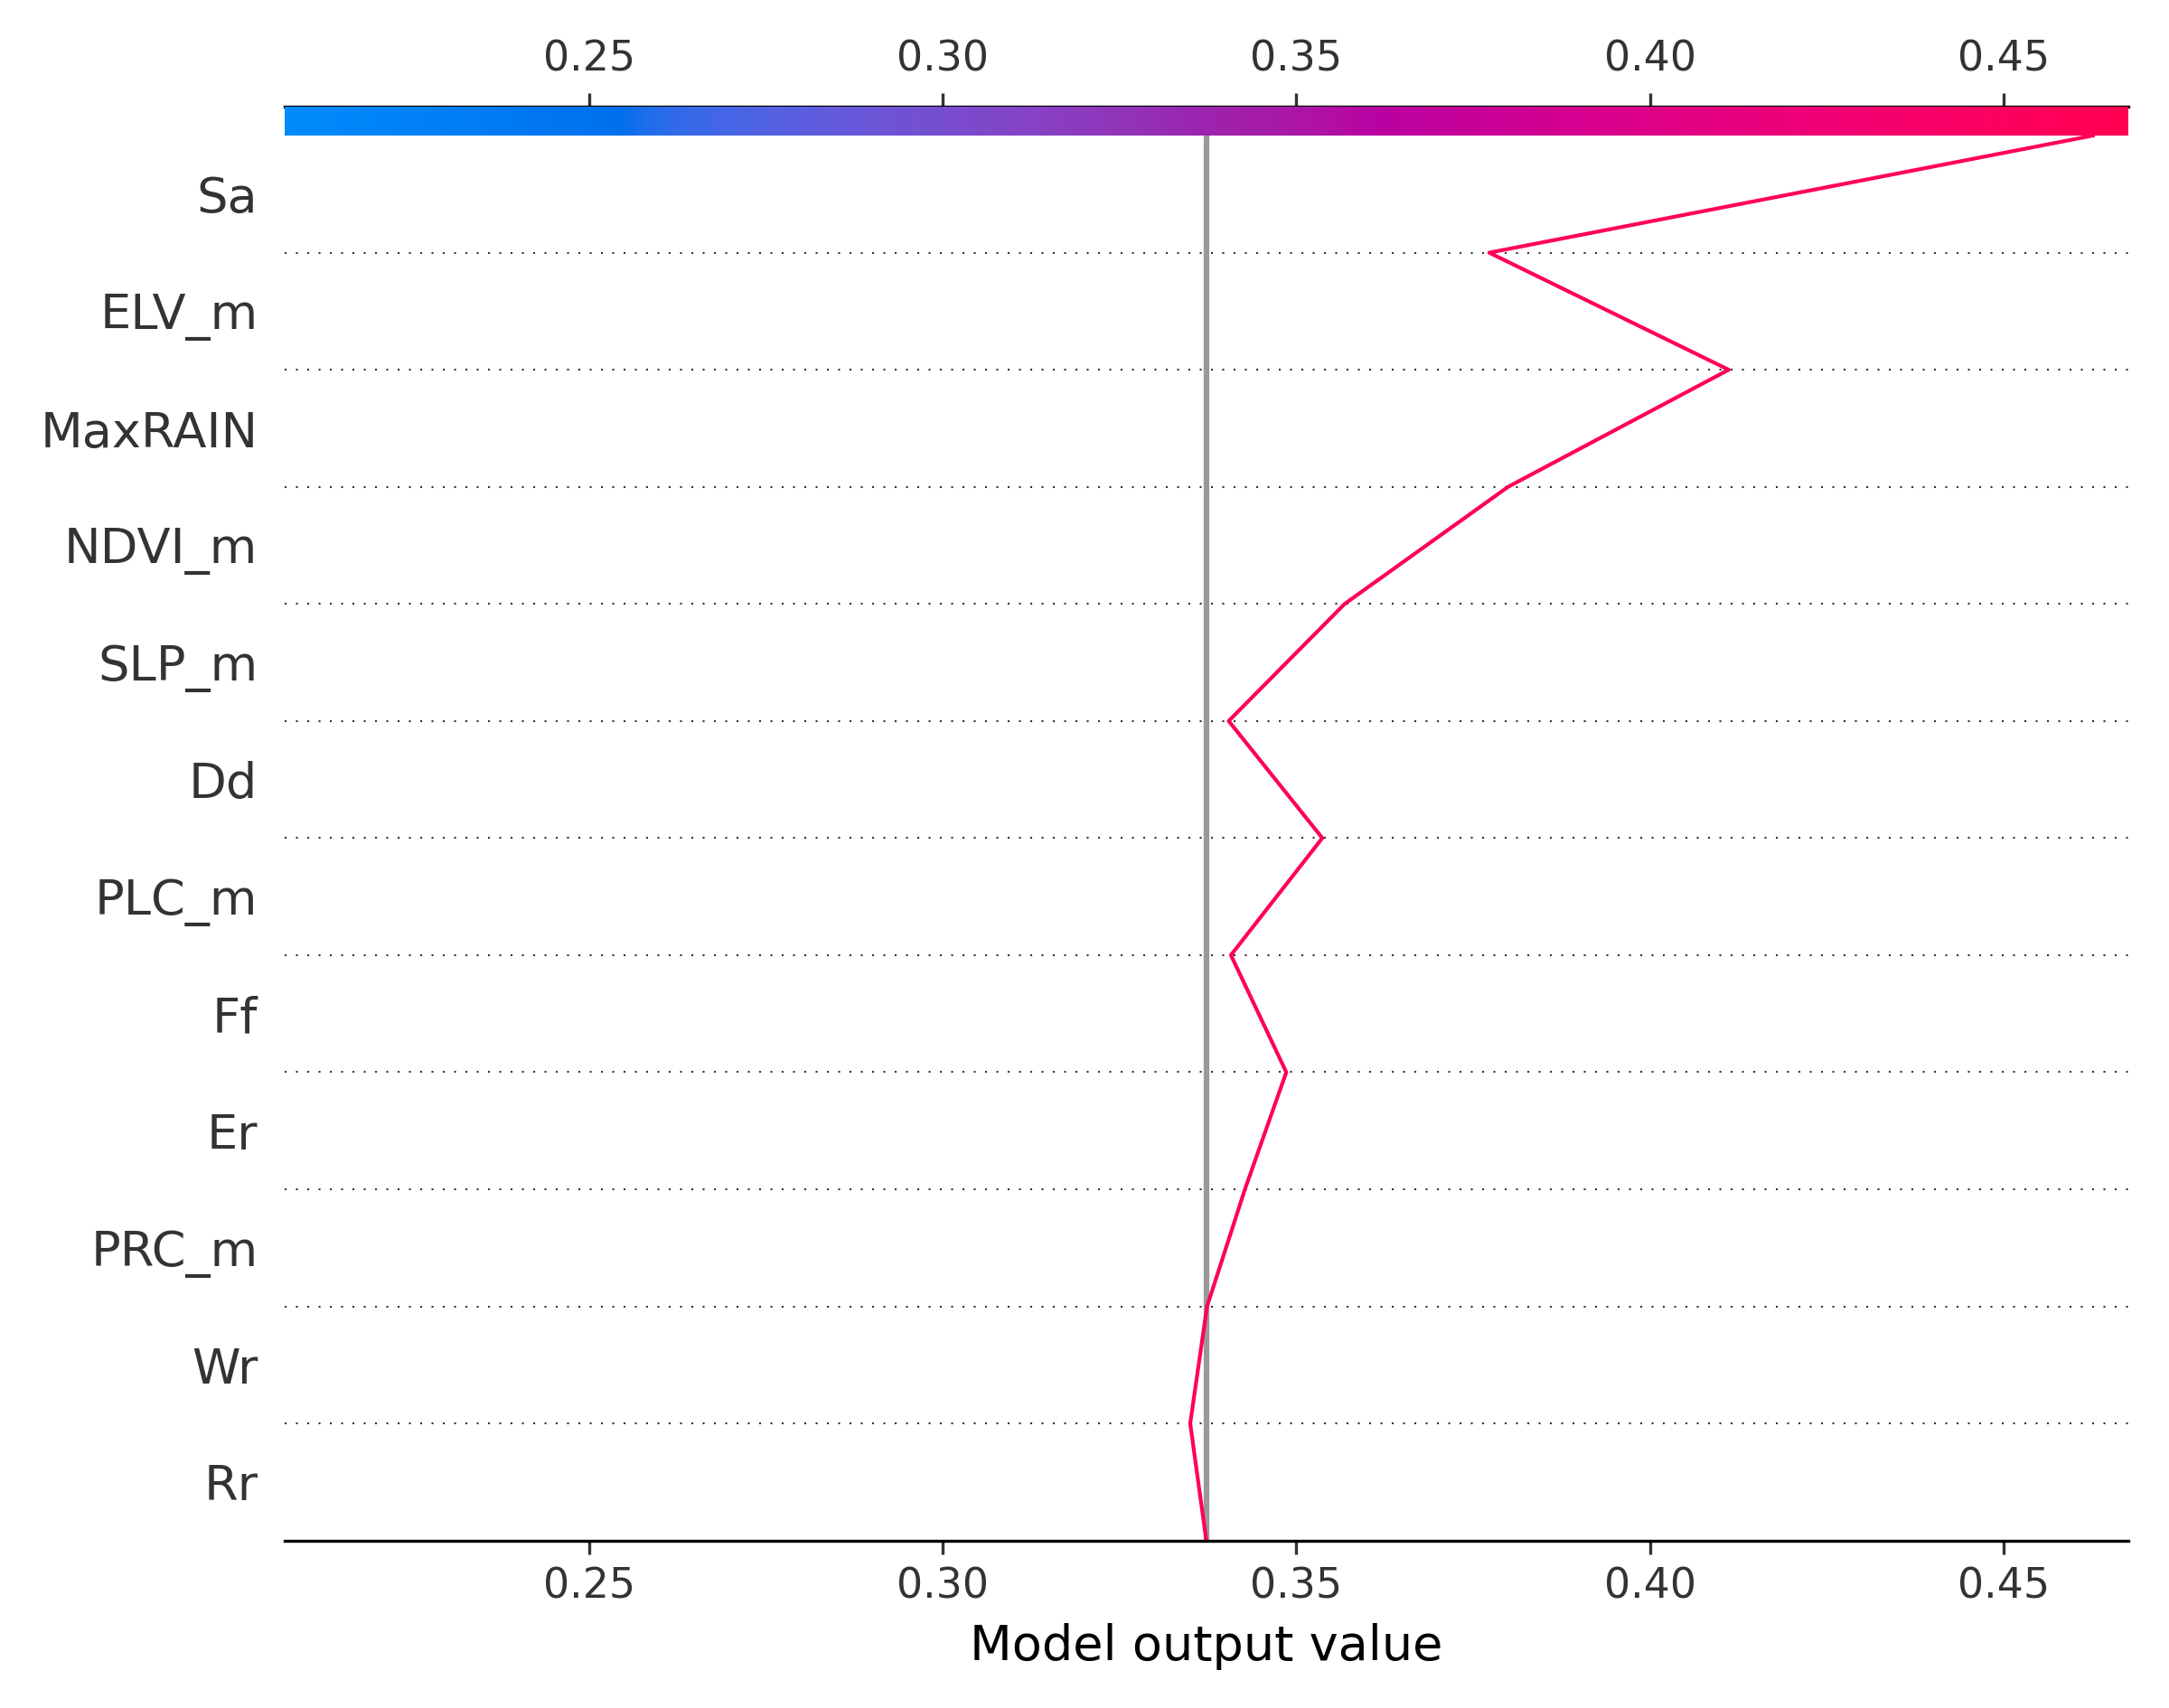 0.25 0.30 0.35 0.40 0.45
Sa
ELV_m
MaxRAIN
NDVI_m
SLP_m
Dd
PLC_m
Ff
Er
PRC_m
Wr
Rr
0.25 0.30 0.35 0.40 0.45
Model output value